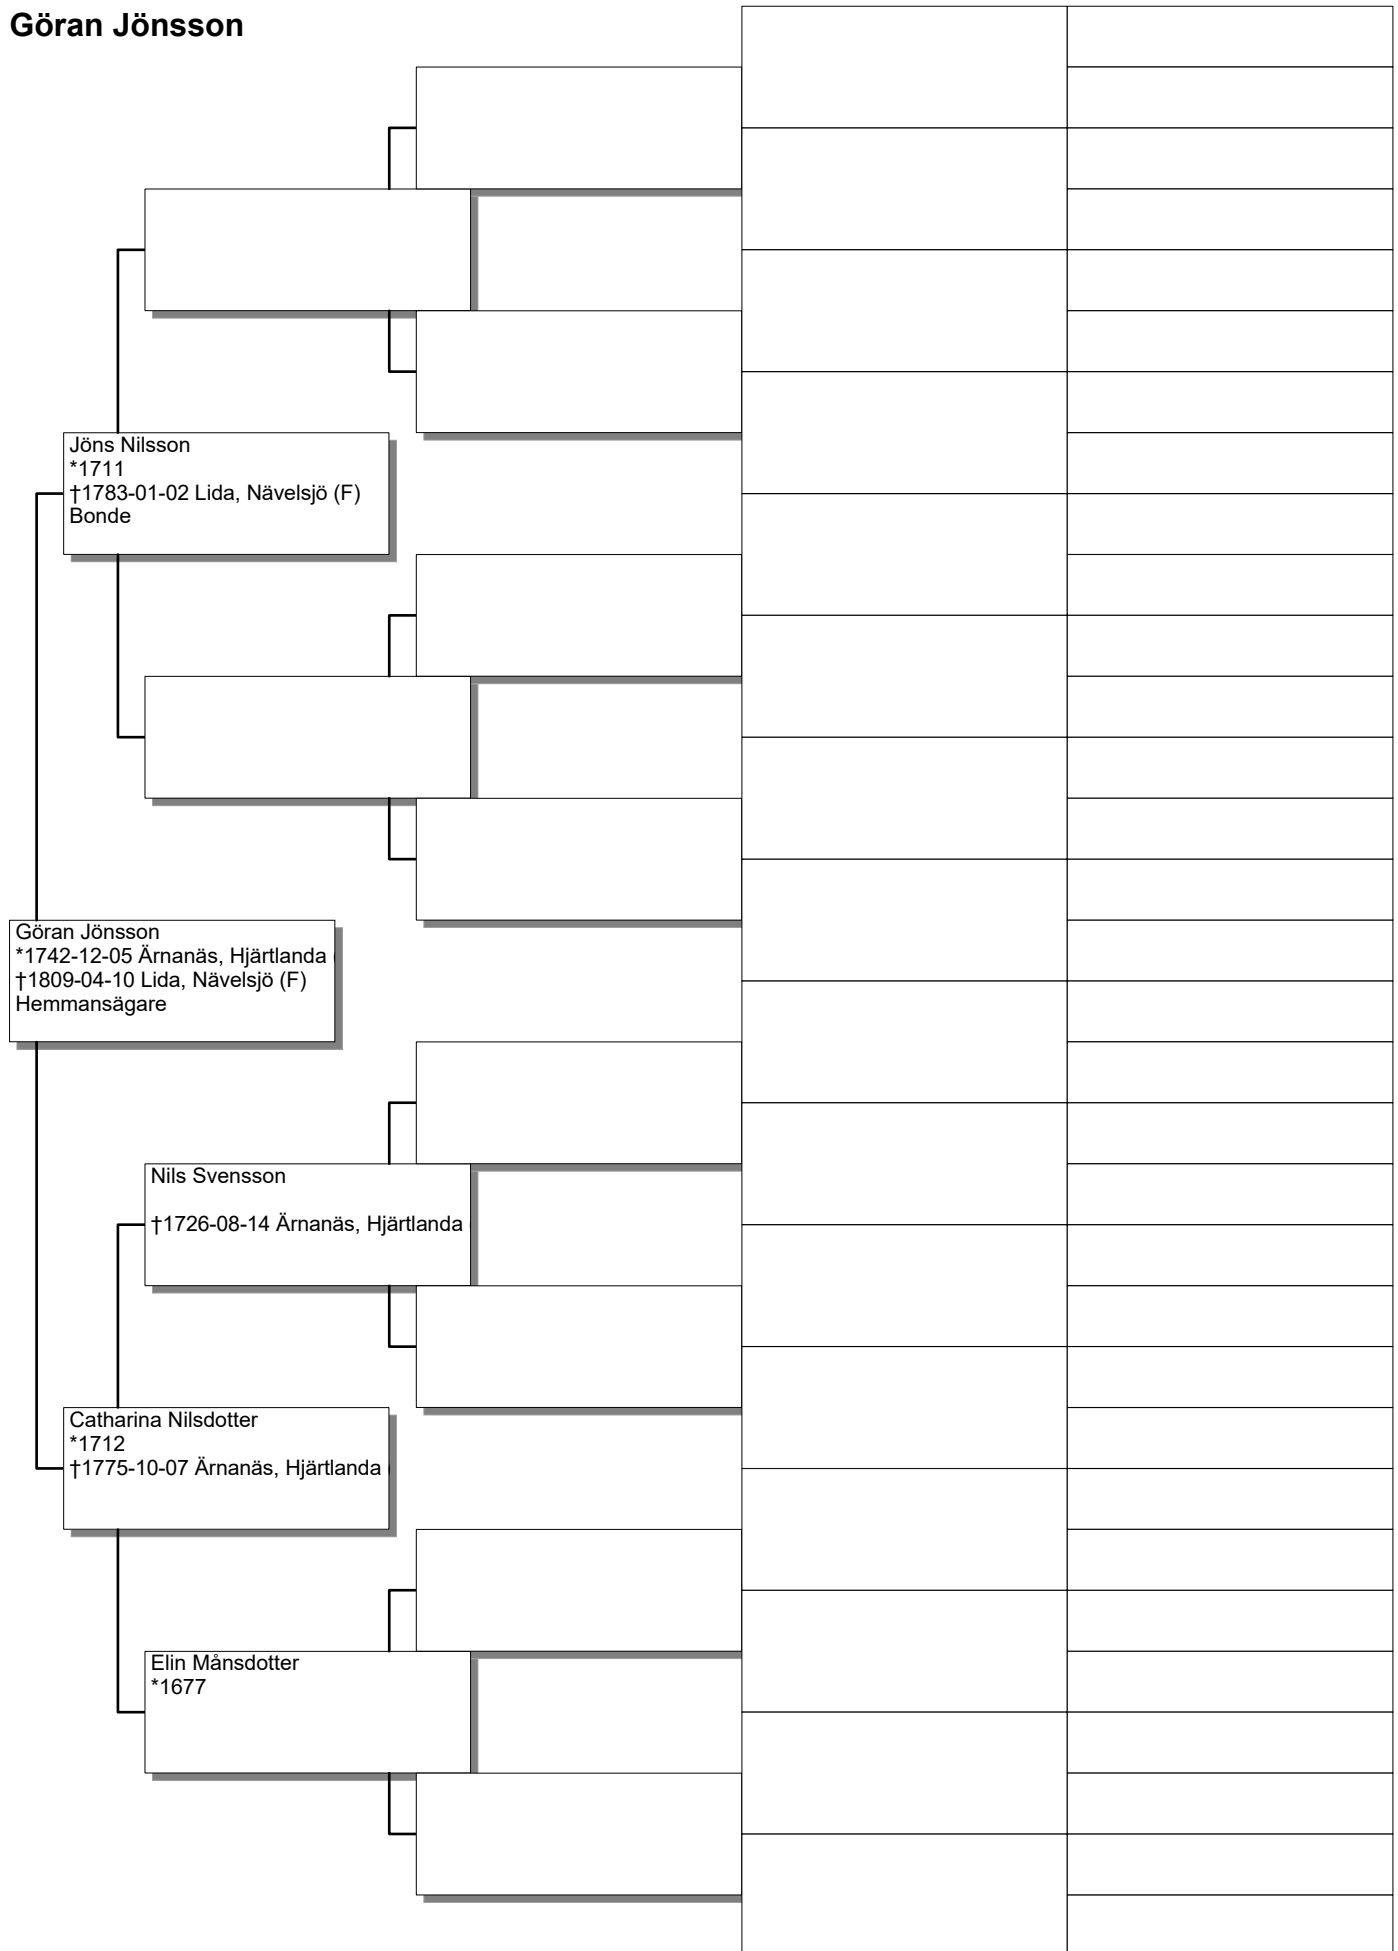 Göran Jönsson
Jöns Nilsson
*1711
†1783-01-02 Lida, Nävelsjö (F)
Bonde
Göran Jönsson
*1742-12-05 Ärnanäs, Hjärtlanda
†1809-04-10 Lida, Nävelsjö (F)
Hemmansägare
Nils Svensson
†1726-08-14 Ärnanäs, Hjärtlanda
Catharina Nilsdotter
*1712
†1775-10-07 Ärnanäs, Hjärtlanda
Elin Månsdotter
*1677